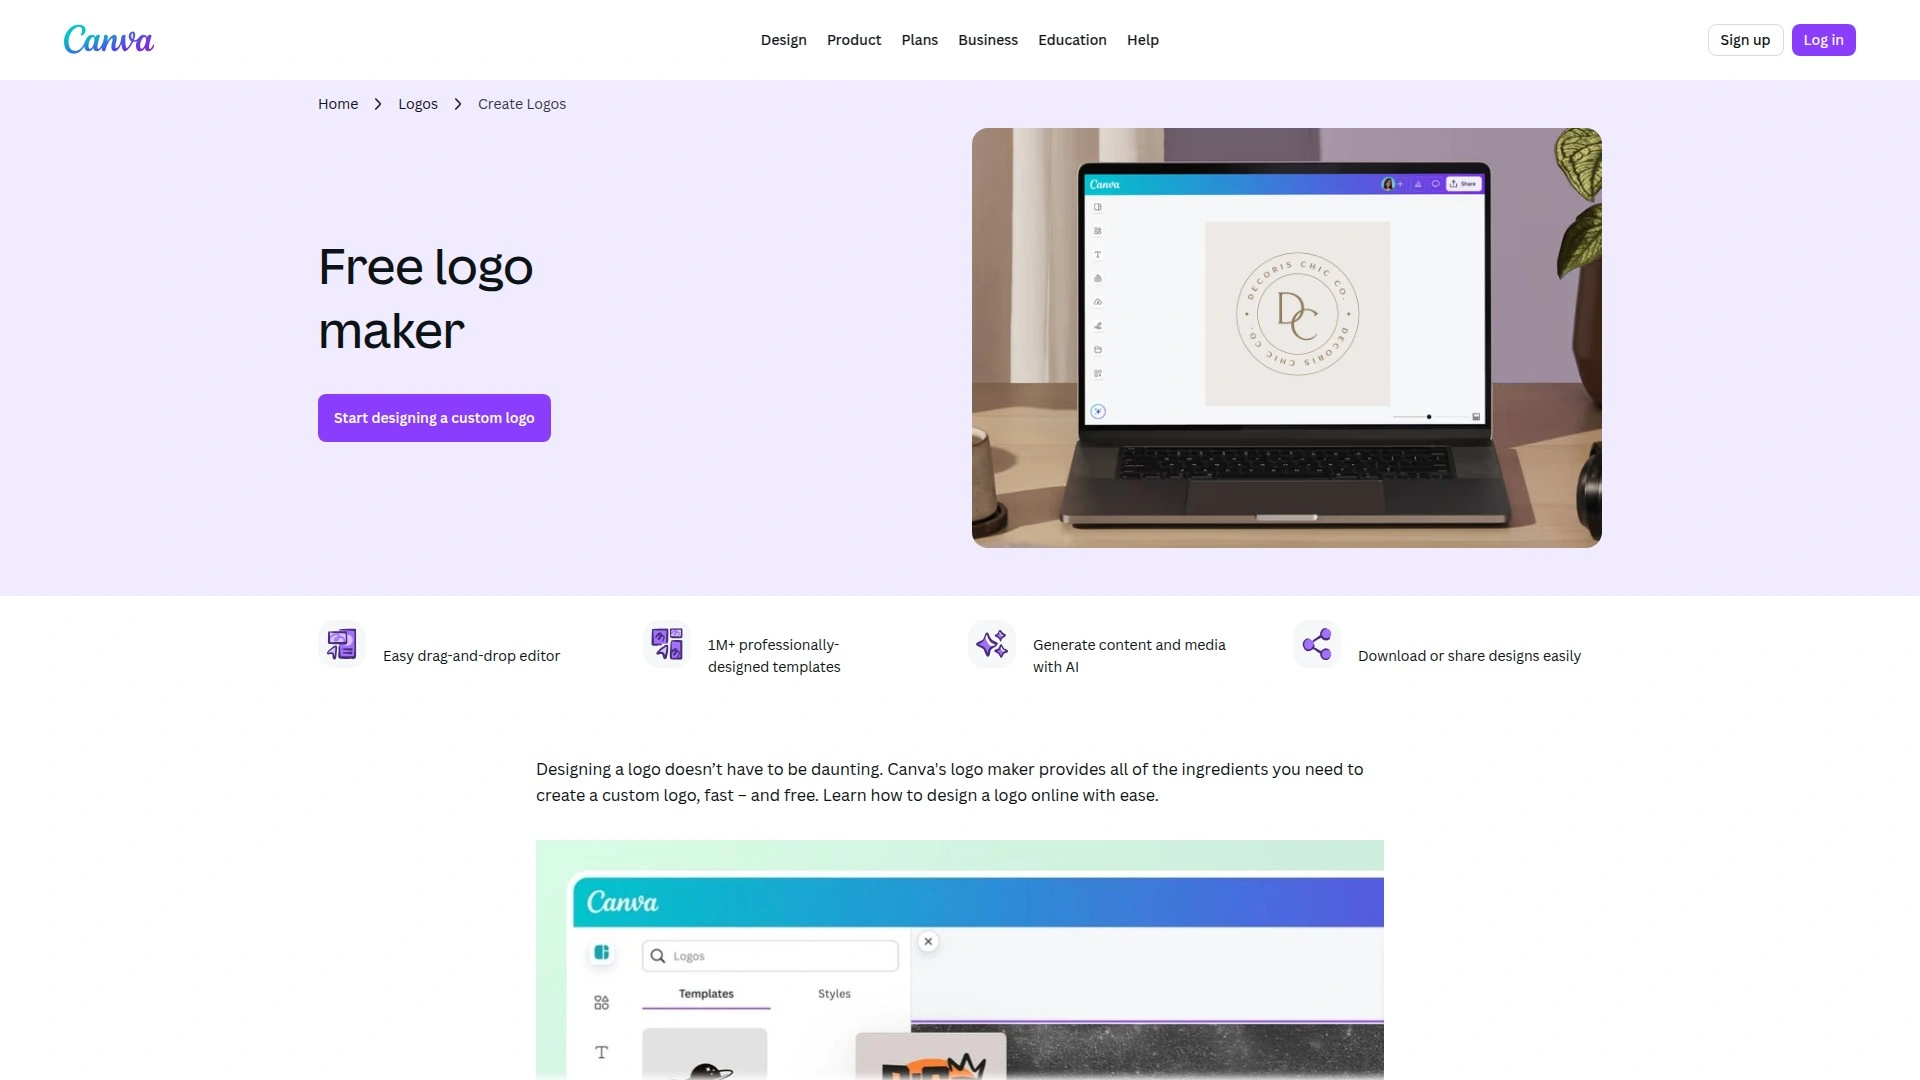 Canva
Design Product Plans Business Education Help
Sign up
Log in
Home > Logos > Create Logos
Free logo
maker
Start designing a custom logo
Canva
Share
DECORIS CHIC CO.
DC
DECORIS CHIC CO.
Easy drag-and-drop editor
1M+ professionally-
designed templates
Generate content and media
with AI
Download or share designs easily
Designing a logo doesn’t have to be daunting. Canva's logo maker provides all of the ingredients you need to
create a custom logo, fast – and free. Learn how to design a logo online with ease.
Canva
Logos
Templates Styles